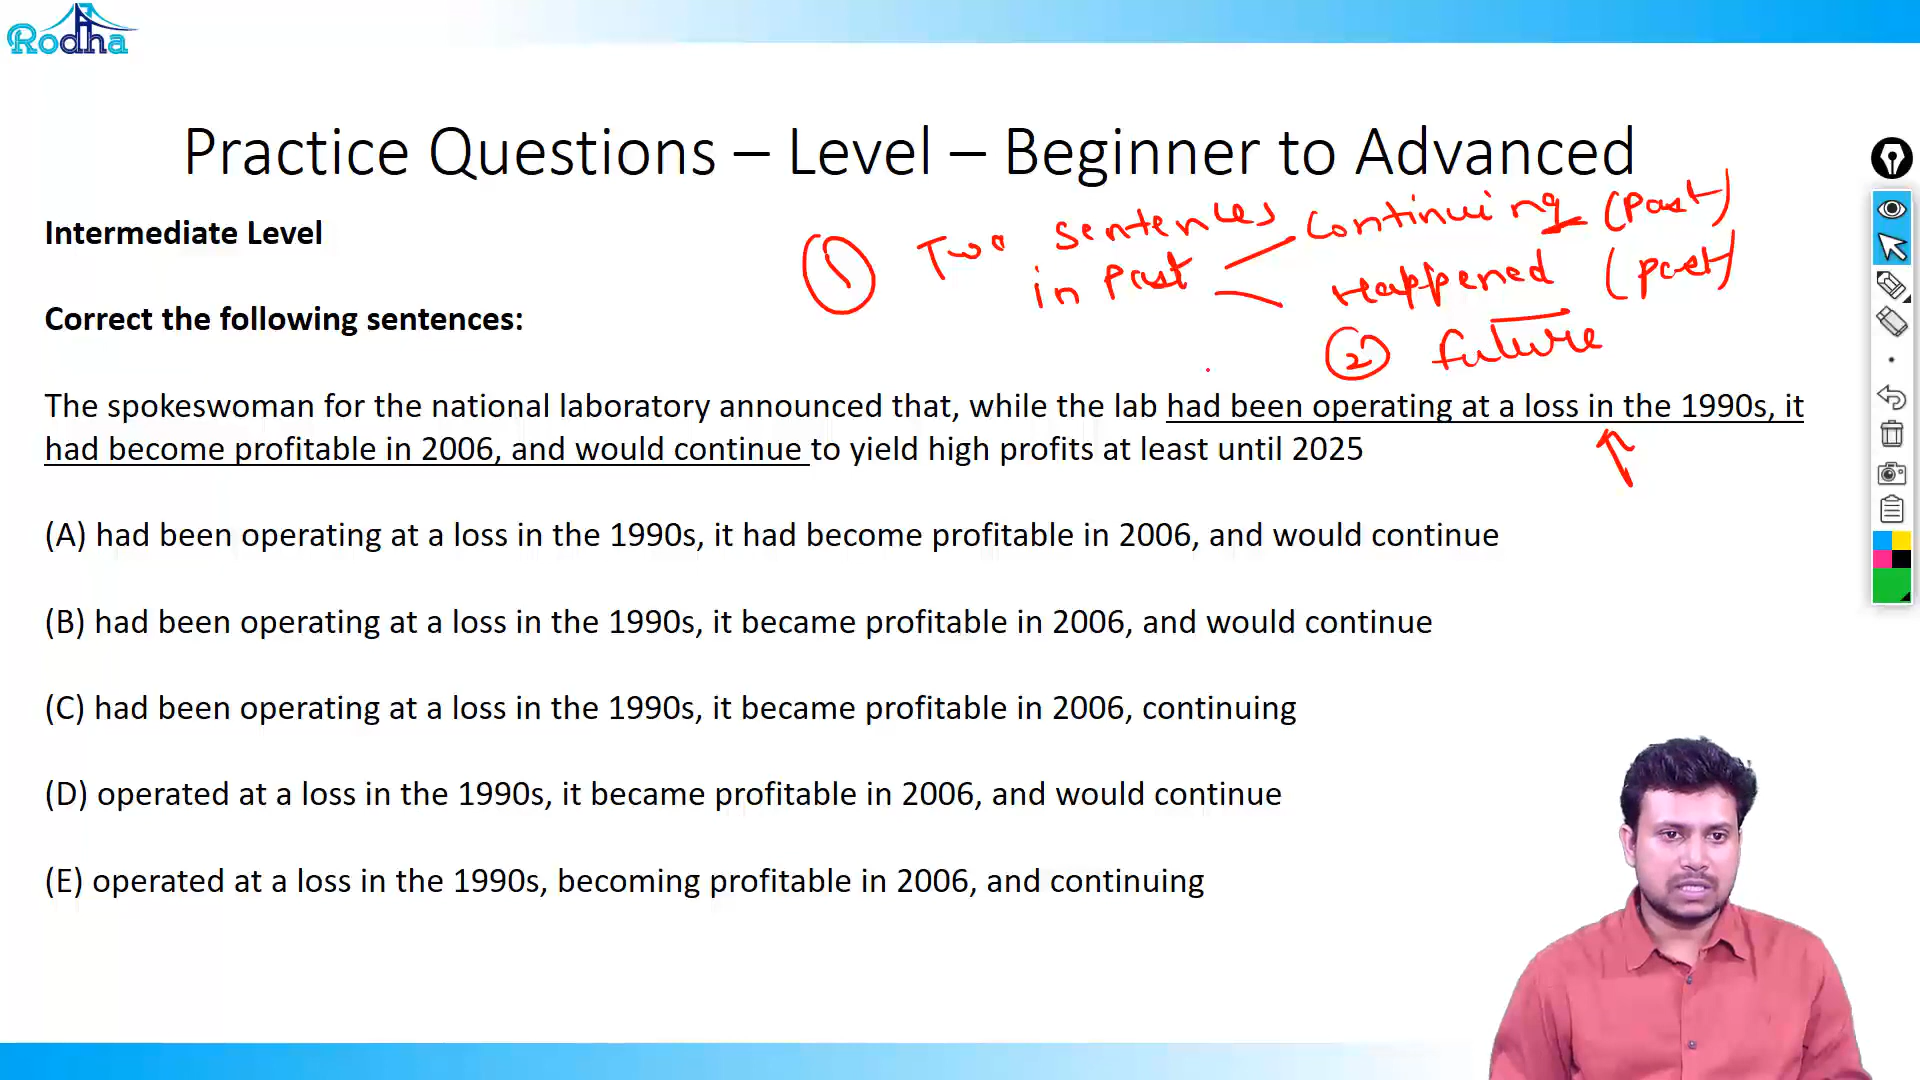 Rodha
Practice Questions – Level – Beginner to Advanced
Intermediate Level
① Two sentences continuing (past)
in past Happened (past)
② future
Correct the following sentences:
The spokeswoman for the national laboratory announced that, while the lab had been operating at a loss in the 1990s, it
had become profitable in 2006, and would continue to yield high profits at least until 2025
(A) had been operating at a loss in the 1990s, it had become profitable in 2006, and would continue
(B) had been operating at a loss in the 1990s, it became profitable in 2006, and would continue
(C) had been operating at a loss in the 1990s, it became profitable in 2006, continuing
(D) operated at a loss in the 1990s, it became profitable in 2006, and would continue
(E) operated at a loss in the 1990s, becoming profitable in 2006, and continuing